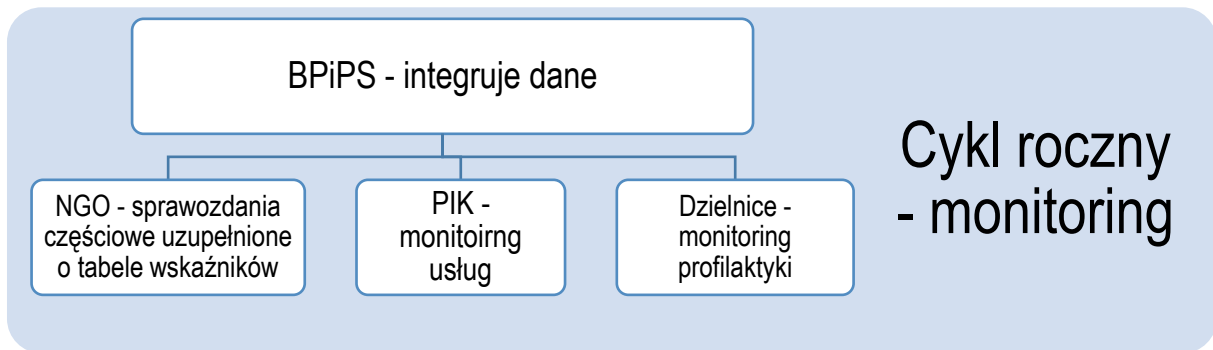 BPiPS - integruje dane
NGO - sprawozdania
częściowe uzupełnione
o tabele wskaźników
PIK -
monitoirng
usług
Dzielnice -
monitoring
profilaktyki
Cykl roczny
- monitoring